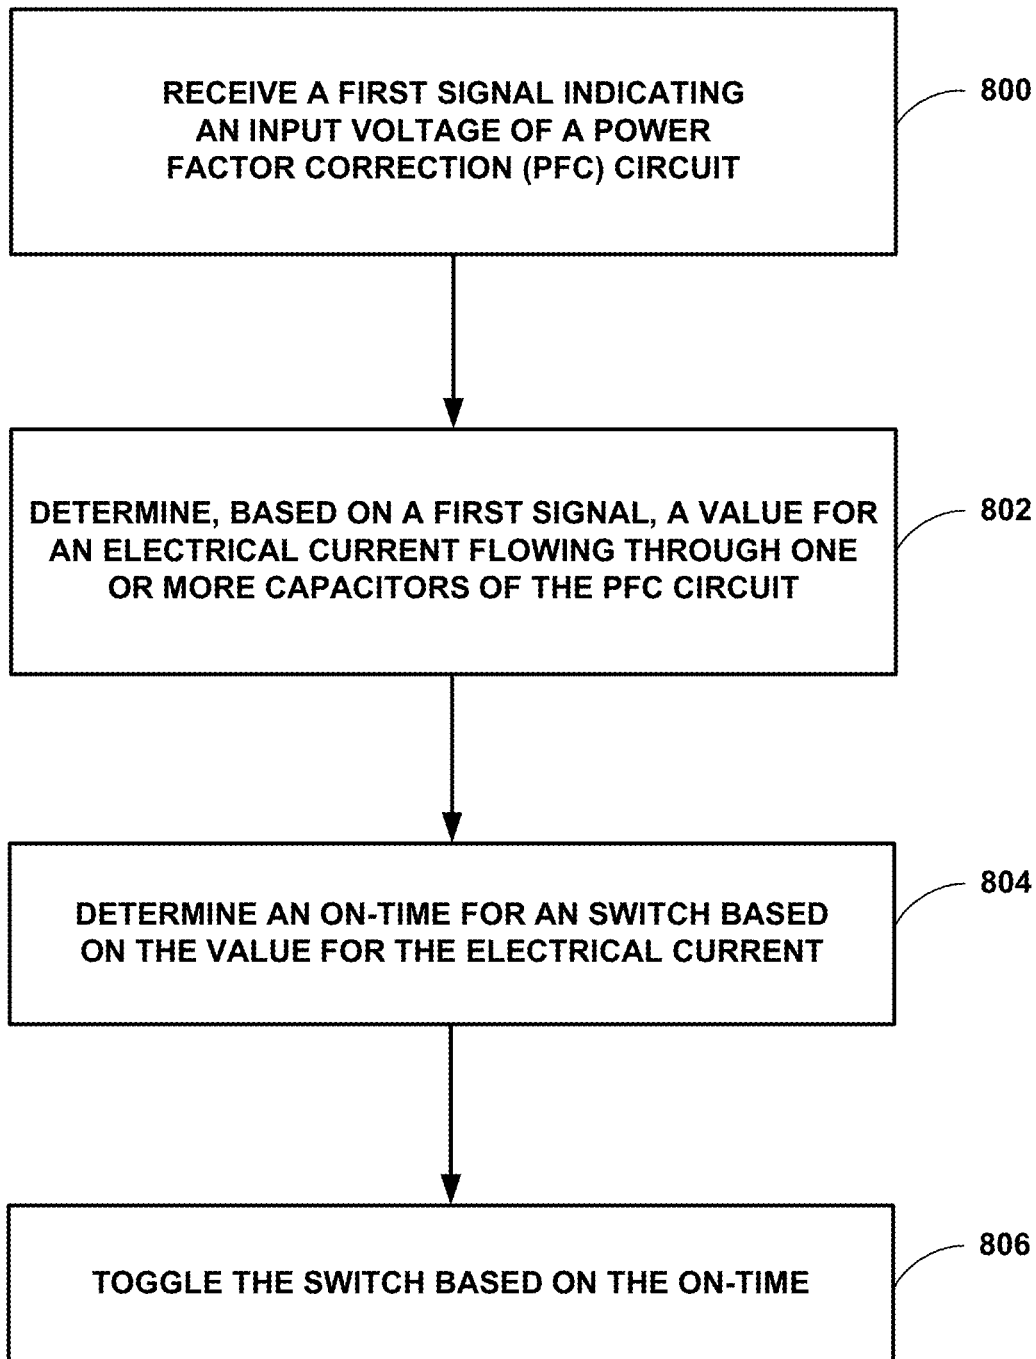 RECEIVE A FIRST SIGNAL INDICATING
AN INPUT VOLTAGE OF A POWER
FACTOR CORRECTION (PFC) CIRCUIT
800
DETERMINE, BASED ON A FIRST SIGNAL, A VALUE FOR
AN ELECTRICAL CURRENT FLOWING THROUGH ONE
OR MORE CAPACITORS OF THE PFC CIRCUIT
802
DETERMINE AN ON-TIME FOR AN SWITCH BASED
ON THE VALUE FOR THE ELECTRICAL CURRENT
804
TOGGLE THE SWITCH BASED ON THE ON-TIME
806